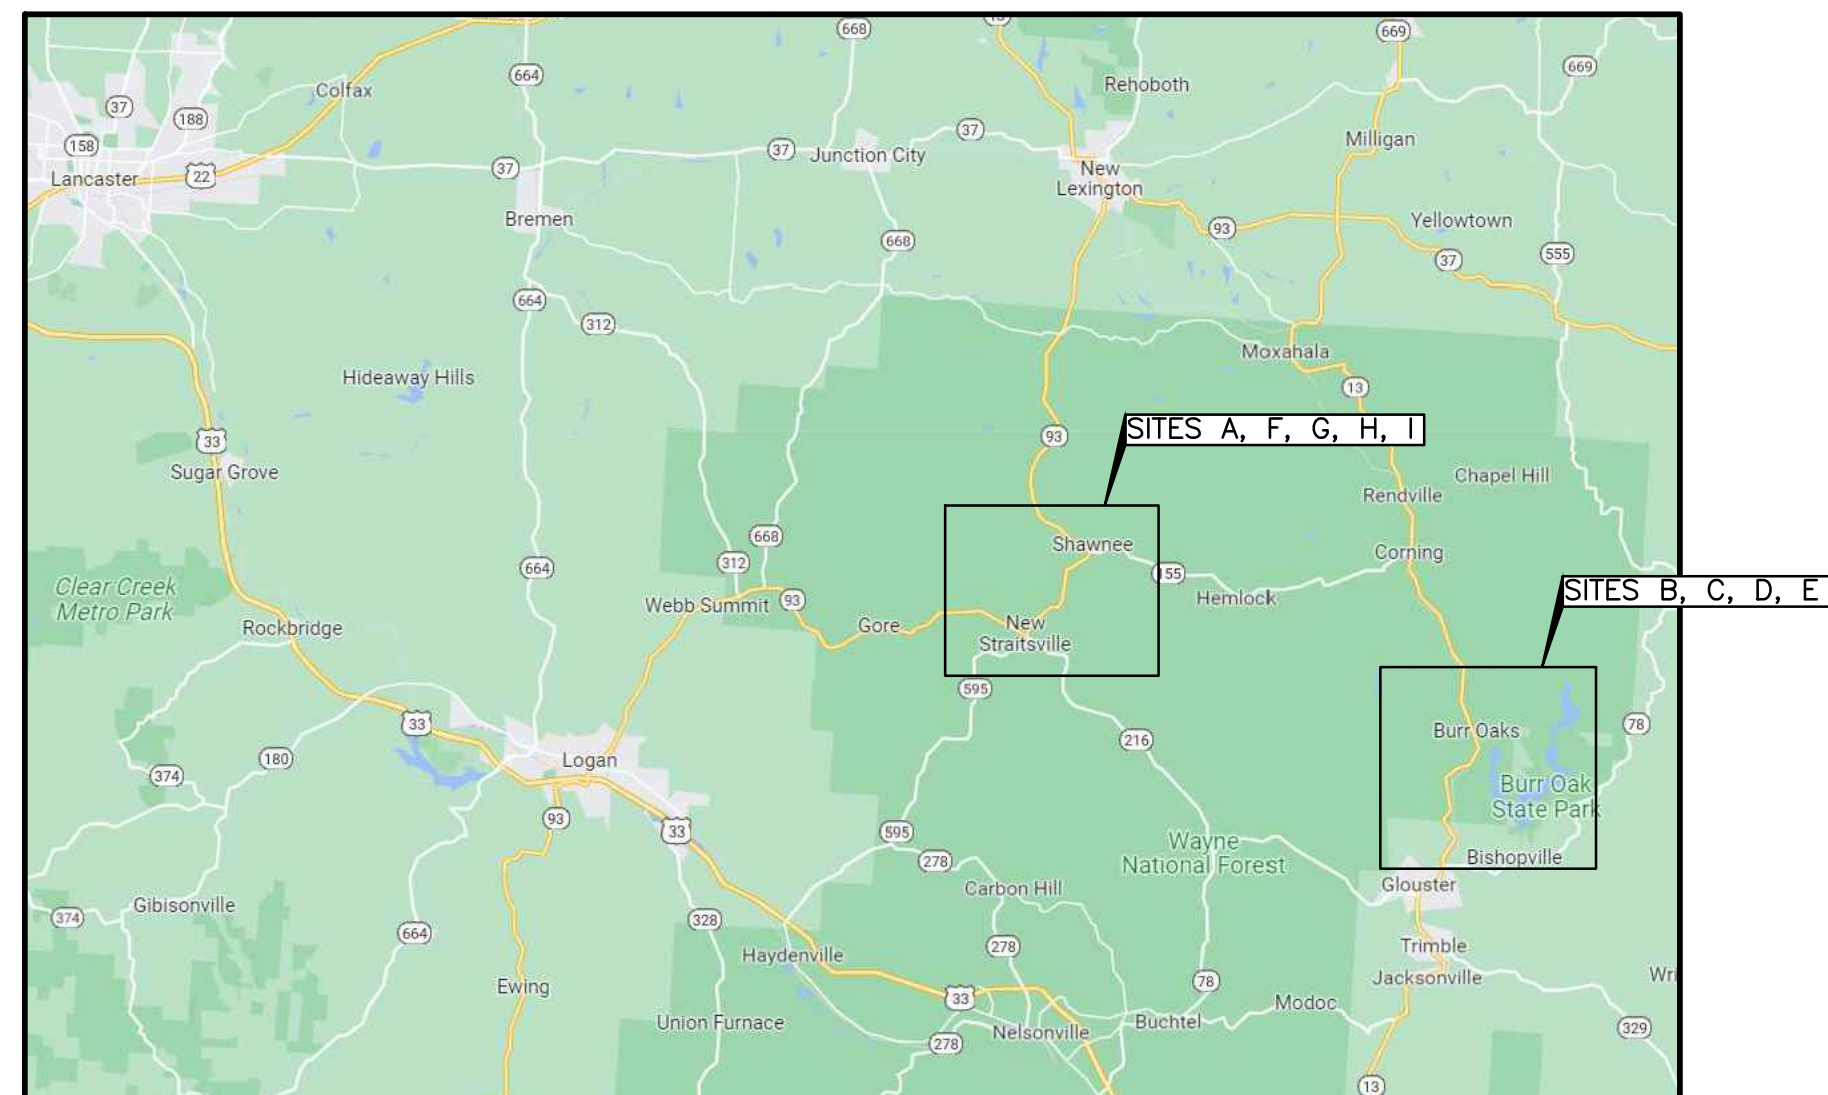 13
668
669
669
Rehoboth
664
Colfax
37
188
37
Milligan
158
37
Junction City
37
New
Lexington
Lancaster
22
Bremen
93
Yellowtown
668
37
555
664
312
Moxahala
Hideaway Hills
13
SITES A, F, G, H, I
93
33
Sugar Grove
Chapel Hill
Rendville
668
Shawnee
Corning
312
664
155
SITES B, C, D, E
Clear Creek
Metro Park
Webb Summit
93
Hemlock
Rockbridge
Gore
New
Straitsville
595
33
Burr Oaks
78
216
180
Logan
374
Burr Oak
State Park
93
33
595
Wayne
National Forest
278
Bishopville
Carbon Hill
Glouster
374
Gibisonville
328
664
278
Trimble
Haydenville
Jacksonville
Wri
78
Ewing
33
Modoc
Union Furnace
Nelsonville
Buchtel
329
278
13